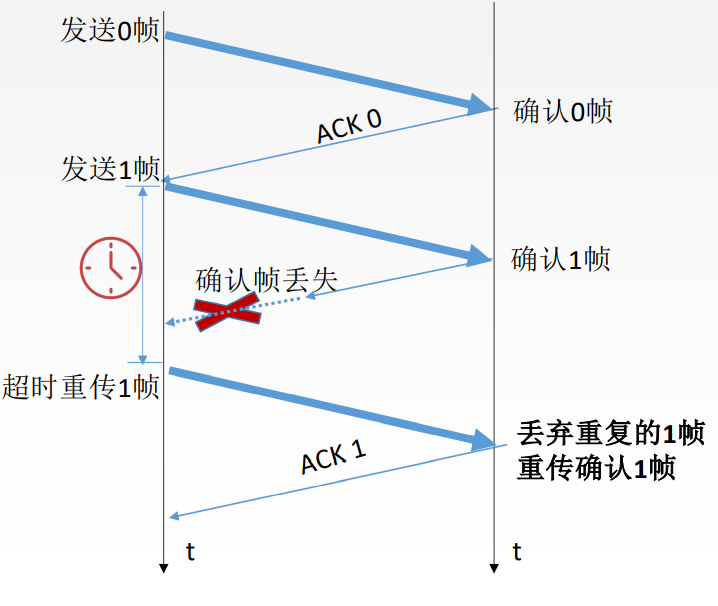 发送0帧
确认0帧
ACK 0
发送1帧
确认1帧
确认帧丢失
超时重传1帧
丢弃重复的1帧
重传确认1帧
ACK 1
t
t